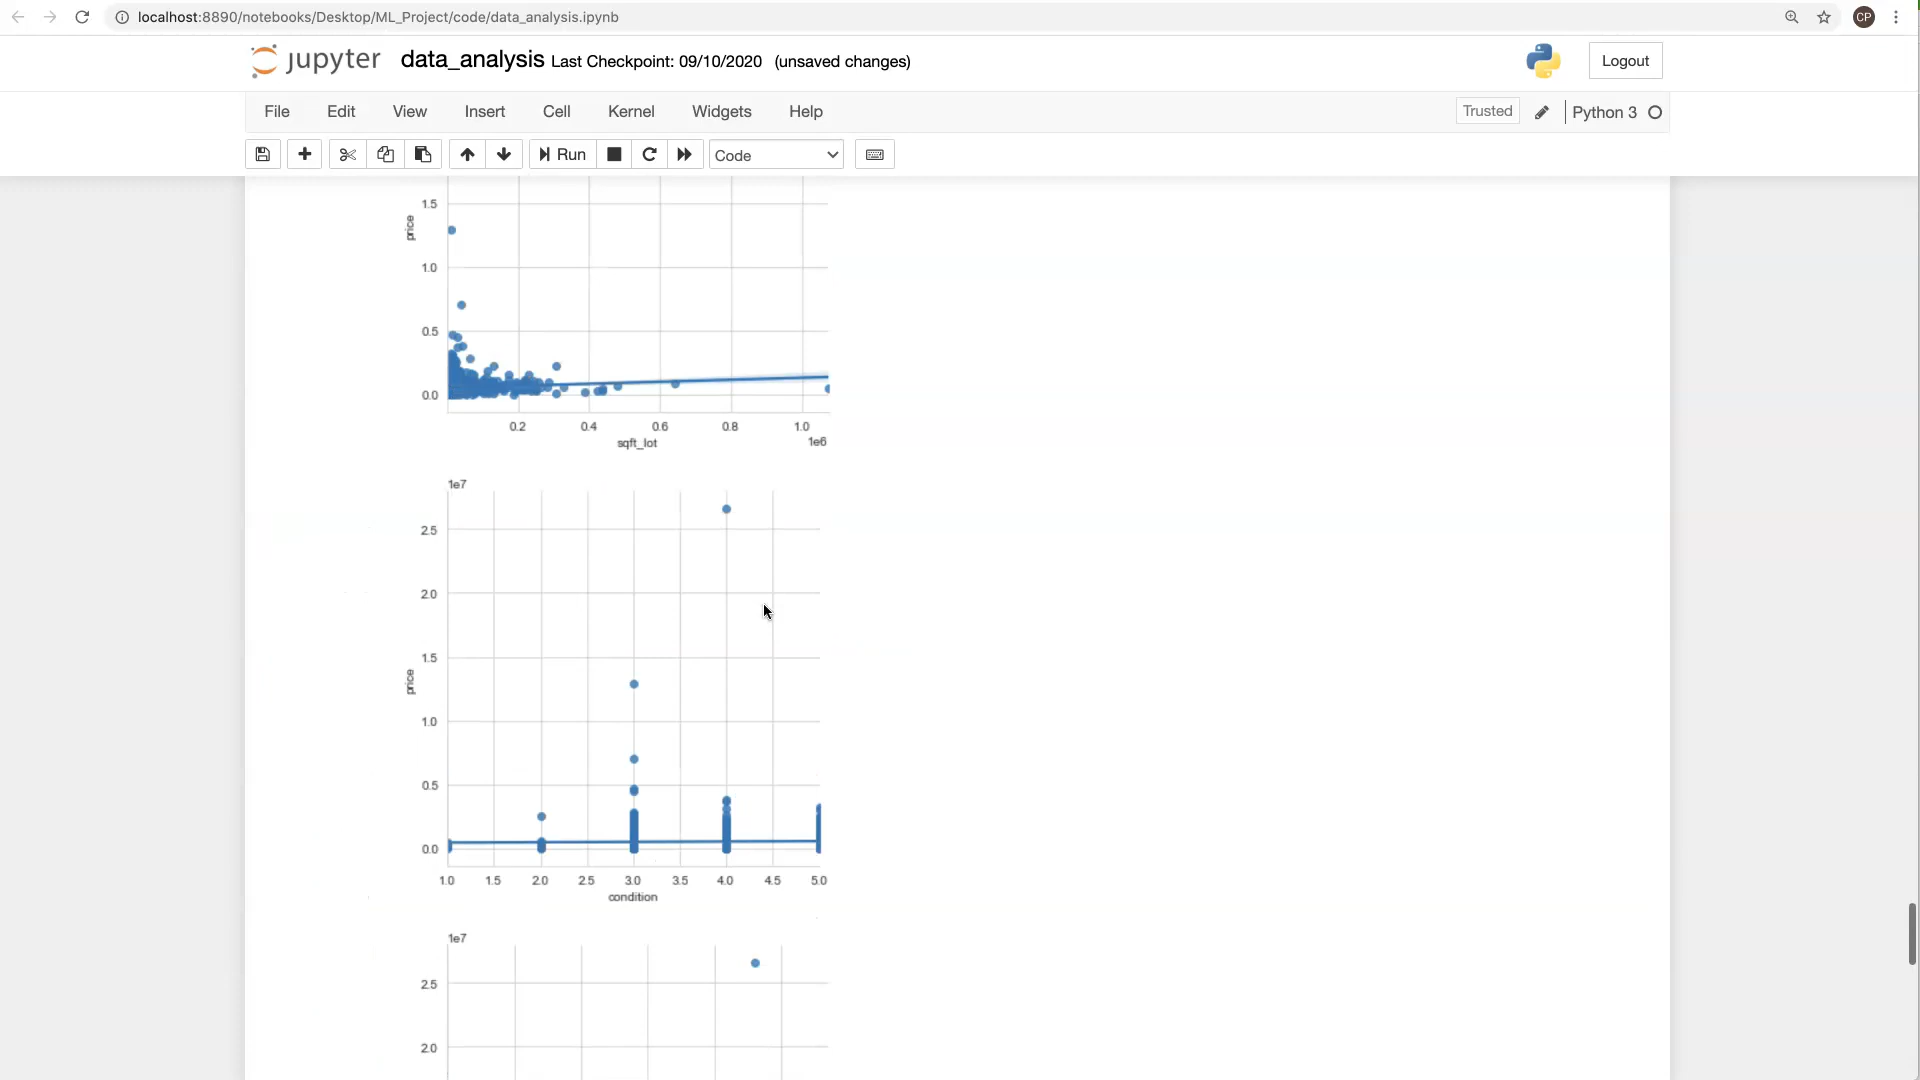 localhost:8890/notebooks/Desktop/ML_Project/code/data_analysis.ipynb
CP
jupyter data_analysis Last Checkpoint: 09/10/2020 (unsaved changes)
Logout
File Edit View Insert Cell Kernel Widgets Help
Trusted Python 3
Run Code
1.5
price
1.0
0.5
0.0
0.2 0.4 0.6 0.8 1.0
sqft_lot 1e6
1e7
2.5
2.0
1.5
price
1.0
0.5
0.0
1.0 1.5 2.0 2.5 3.0 3.5 4.0 4.5 5.0
condition
1e7
2.5
2.0